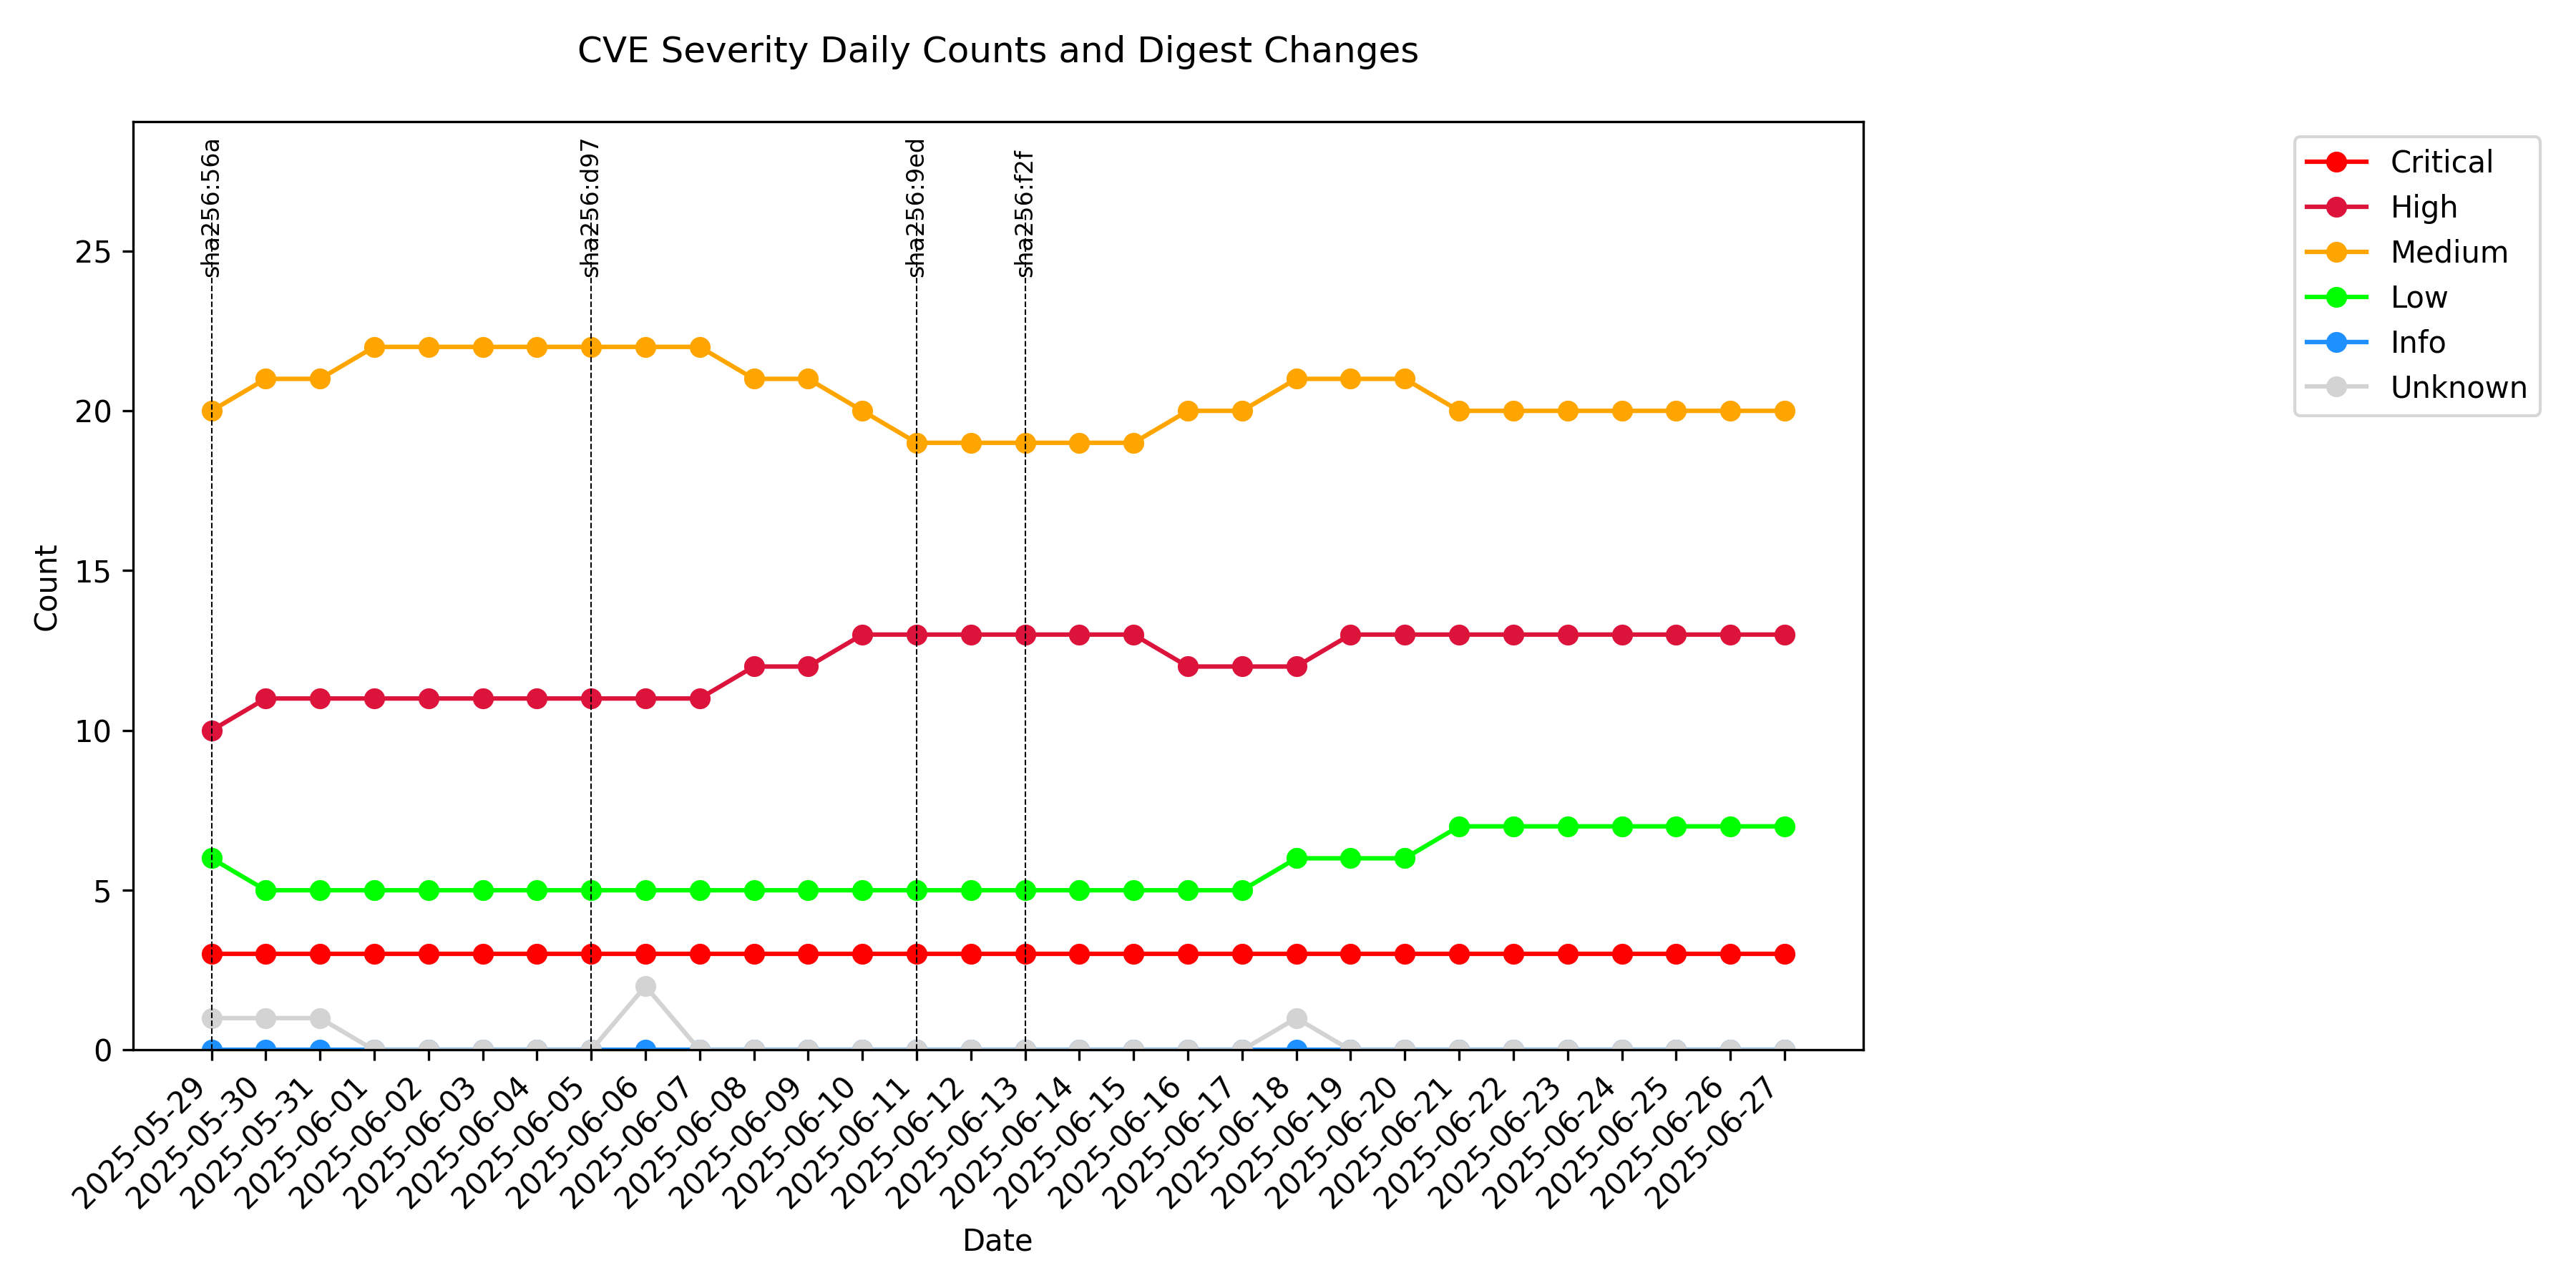 CVE Severity Daily Counts and Digest Changes
sha256:56a
sha256:d97
sha256:9ed
sha256:f2f
Critical
High
Medium
Low
Info
Unknown
Count
25
20
15
10
5
0
2025-05-29
2025-05-30
2025-05-31
2025-06-01
2025-06-02
2025-06-03
2025-06-04
2025-06-05
2025-06-06
2025-06-07
2025-06-08
2025-06-09
2025-06-10
2025-06-11
2025-06-12
2025-06-13
2025-06-14
2025-06-15
2025-06-16
2025-06-17
2025-06-18
2025-06-19
2025-06-20
2025-06-21
2025-06-22
2025-06-23
2025-06-24
2025-06-25
2025-06-26
2025-06-27
Date